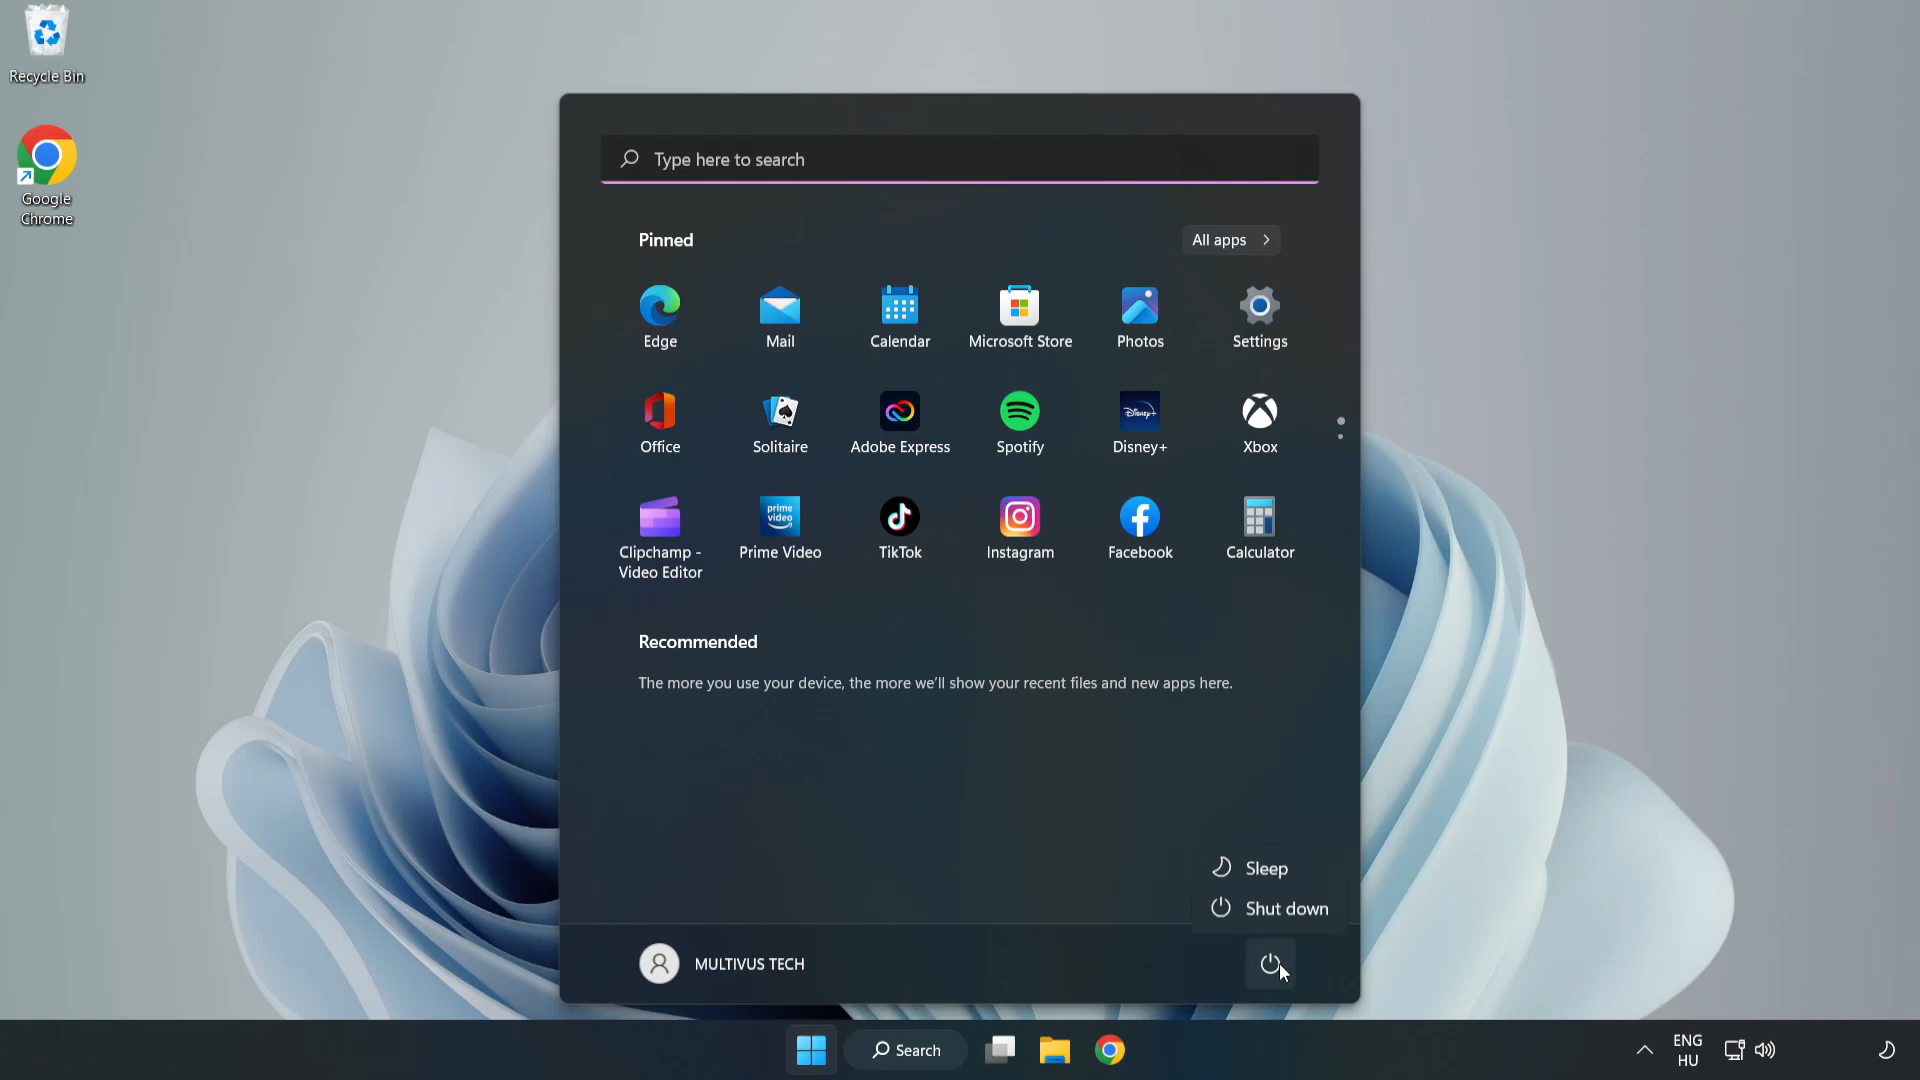 Recycle Bin
Google
Chrome
Type here to search
Pinned
All apps
Edge
Mail
Calendar
Microsoft Store
Photos
Settings
Office
Solitaire
Adobe Express
Spotify
Disney+
Disney+
Xbox
prime
video
Clipchamp -
Video Editor
Prime Video
TikTok
Instagram
Facebook
Calculator
Recommended
The more you use your device, the more we'll show your recent files and new apps here.
Sleep
Shut down
MULTIVUS TECH
Search
ENG
HU